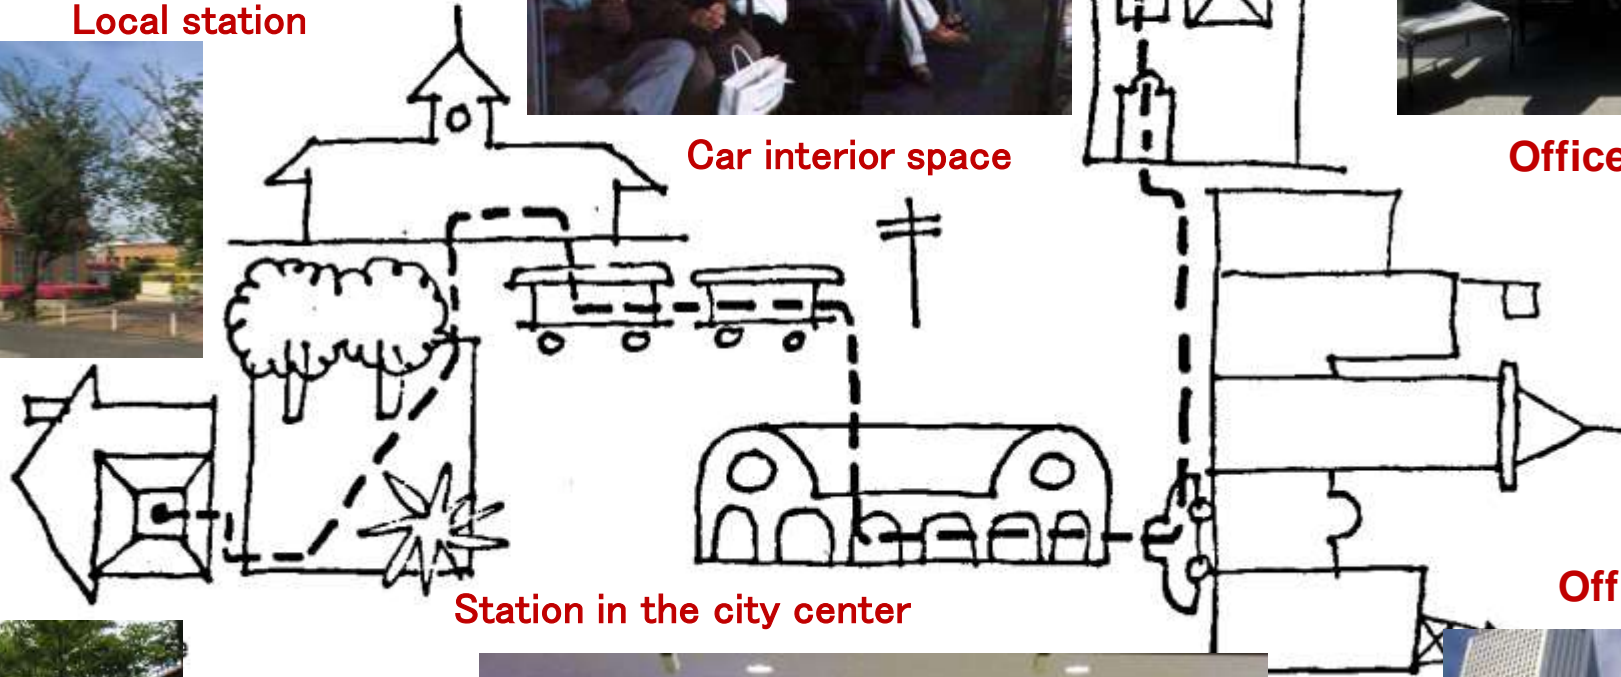 Local station
Car interior space
Office
Station in the city center
Off